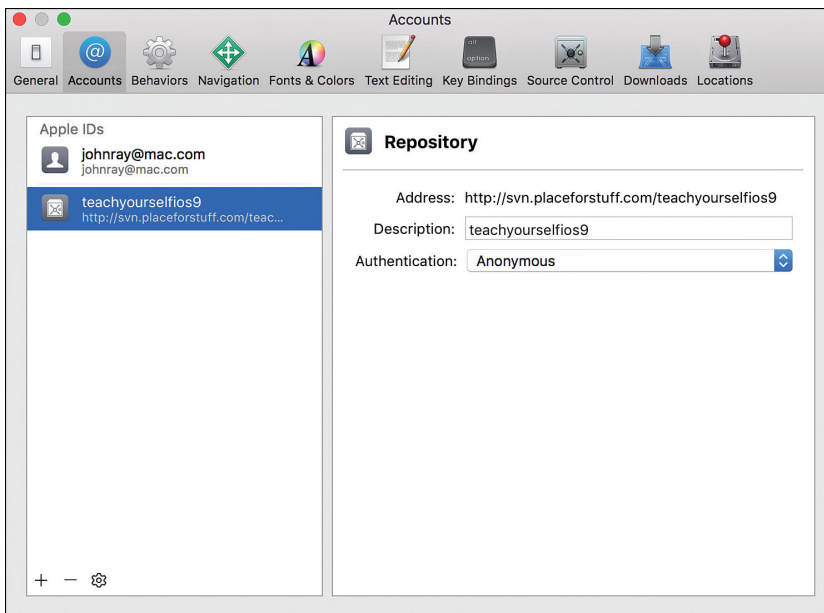 Accounts
General Accounts Behaviors Navigation Fonts & Colors Text Editing Key Bindings Source Control Downloads Locations
alt
option
Apple IDs
johnray@mac.com
johnray@mac.com
teachyourselfios9
http://svn.placeforstuff.com/teac...
Repository
Address: http://svn.placeforstuff.com/teachyourselfios9
Description: teachyourselfios9
Authentication: Anonymous